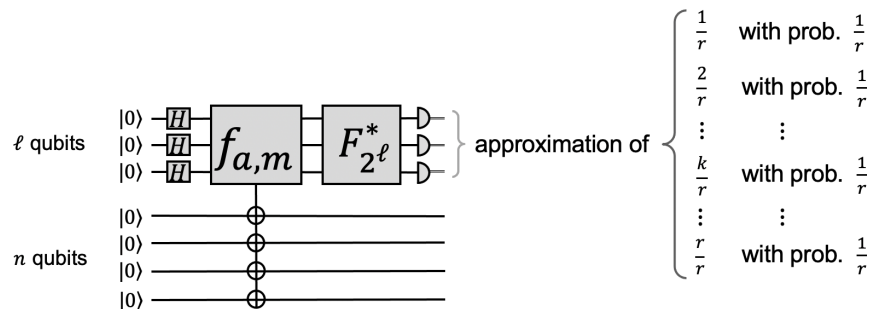 ℓ qubits
|0⟩ H
|0⟩ H
|0⟩ H
f_{a,m}
F^*_{2^ℓ}
approximation of
n qubits
|0⟩
|0⟩
|0⟩
|0⟩
1/r with prob. 1/r
2/r with prob. 1/r
⋮ ⋮
k/r with prob. 1/r
⋮ ⋮
r/r with prob. 1/r